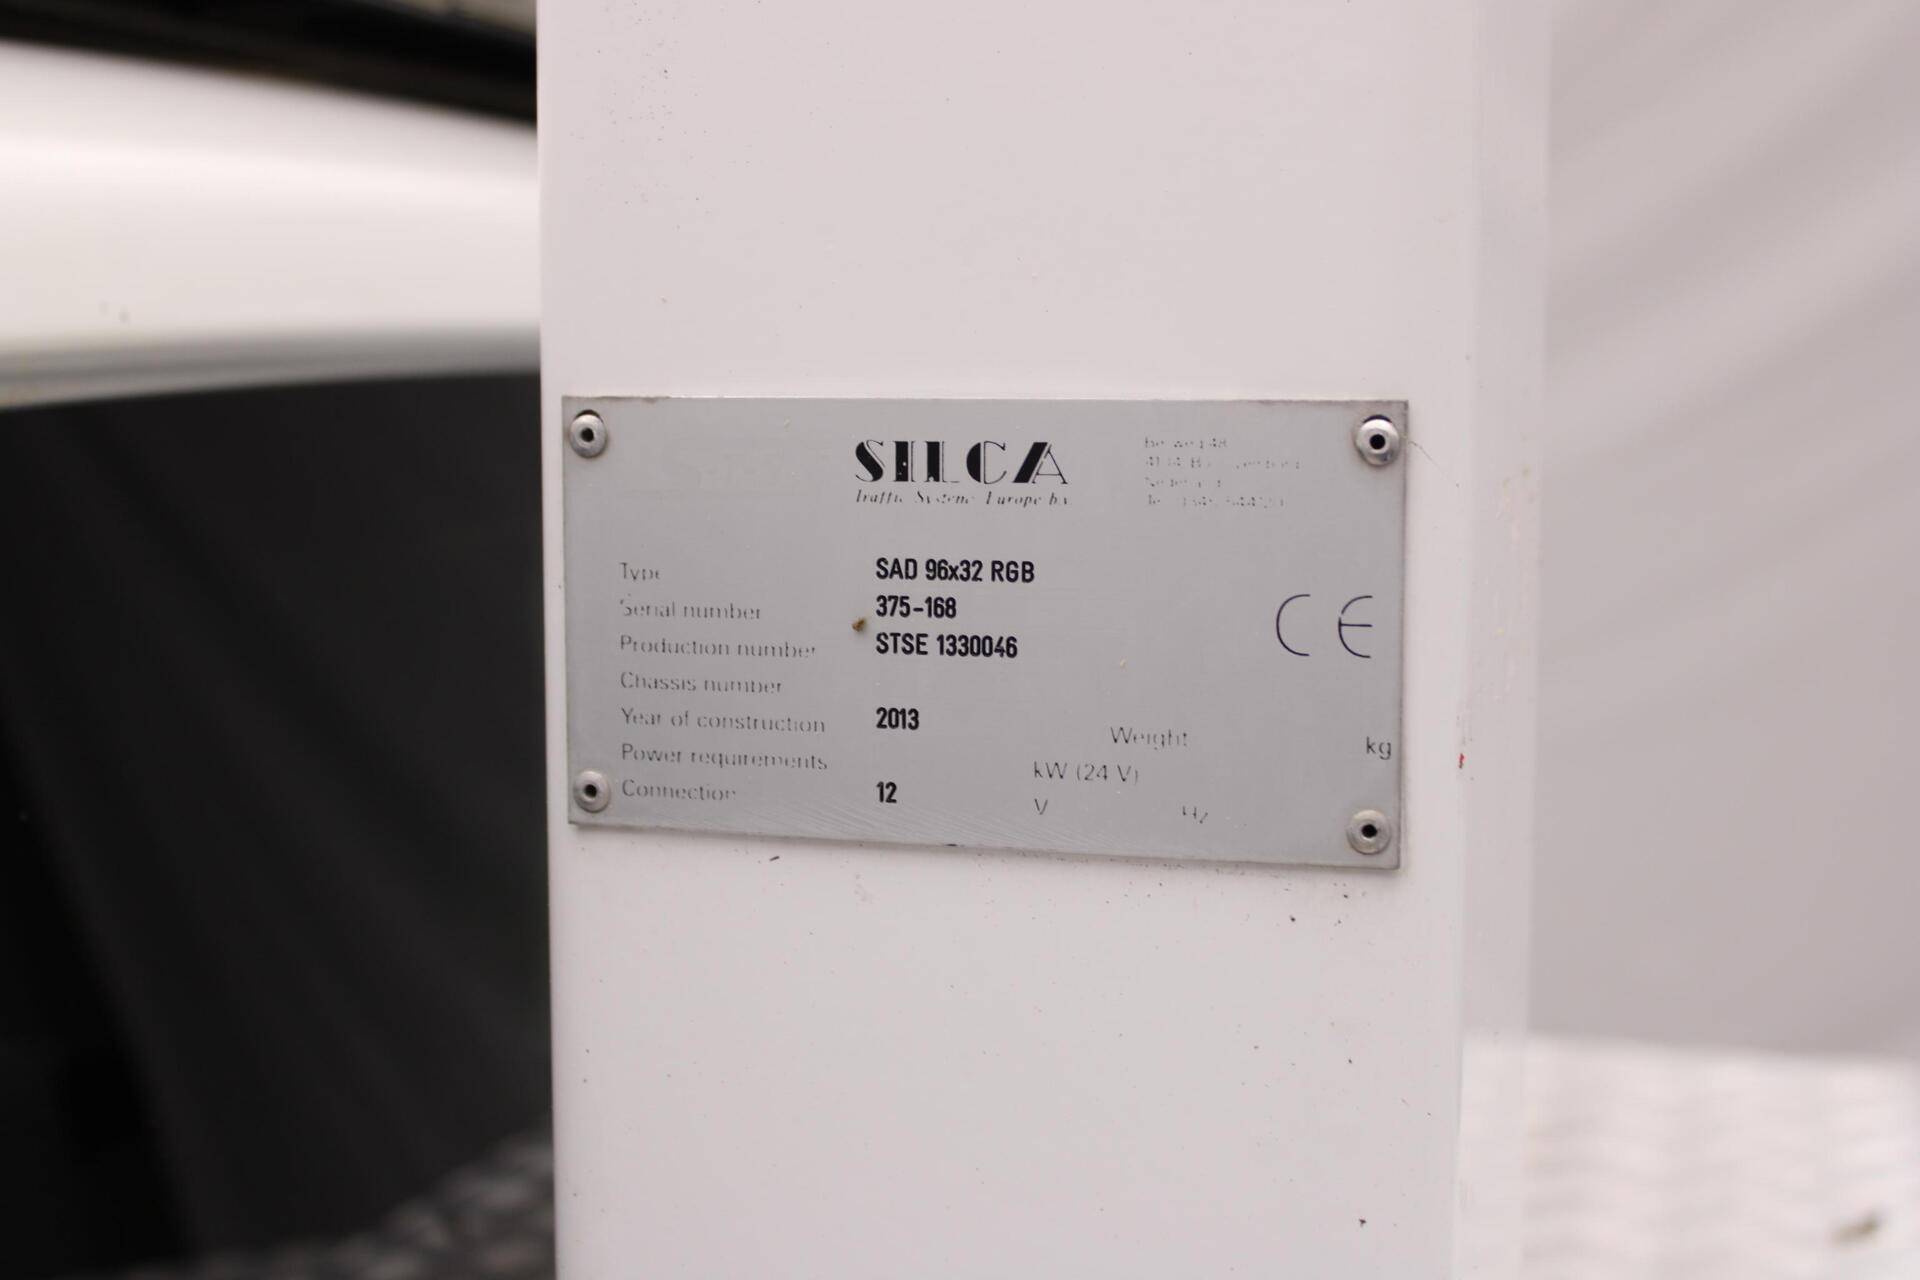 SILCA
Traffic Systems Europe b.v.
Type SAD 96x32 RGB
Serial number 375-168
Production number STSE 1330046
Chassis number
Year of construction 2013 Weight kg
Power requirements kW (24 V)
Connection 12 V Hz
CE